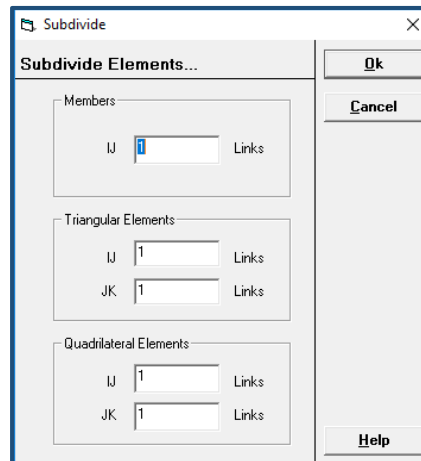 Subdivide
Subdivide Elements...
Ok
Cancel
Members
IJ 1 Links
Triangular Elements
IJ 1 Links
JK 1 Links
Quadrilateral Elements
IJ 1 Links
JK 1 Links
Help